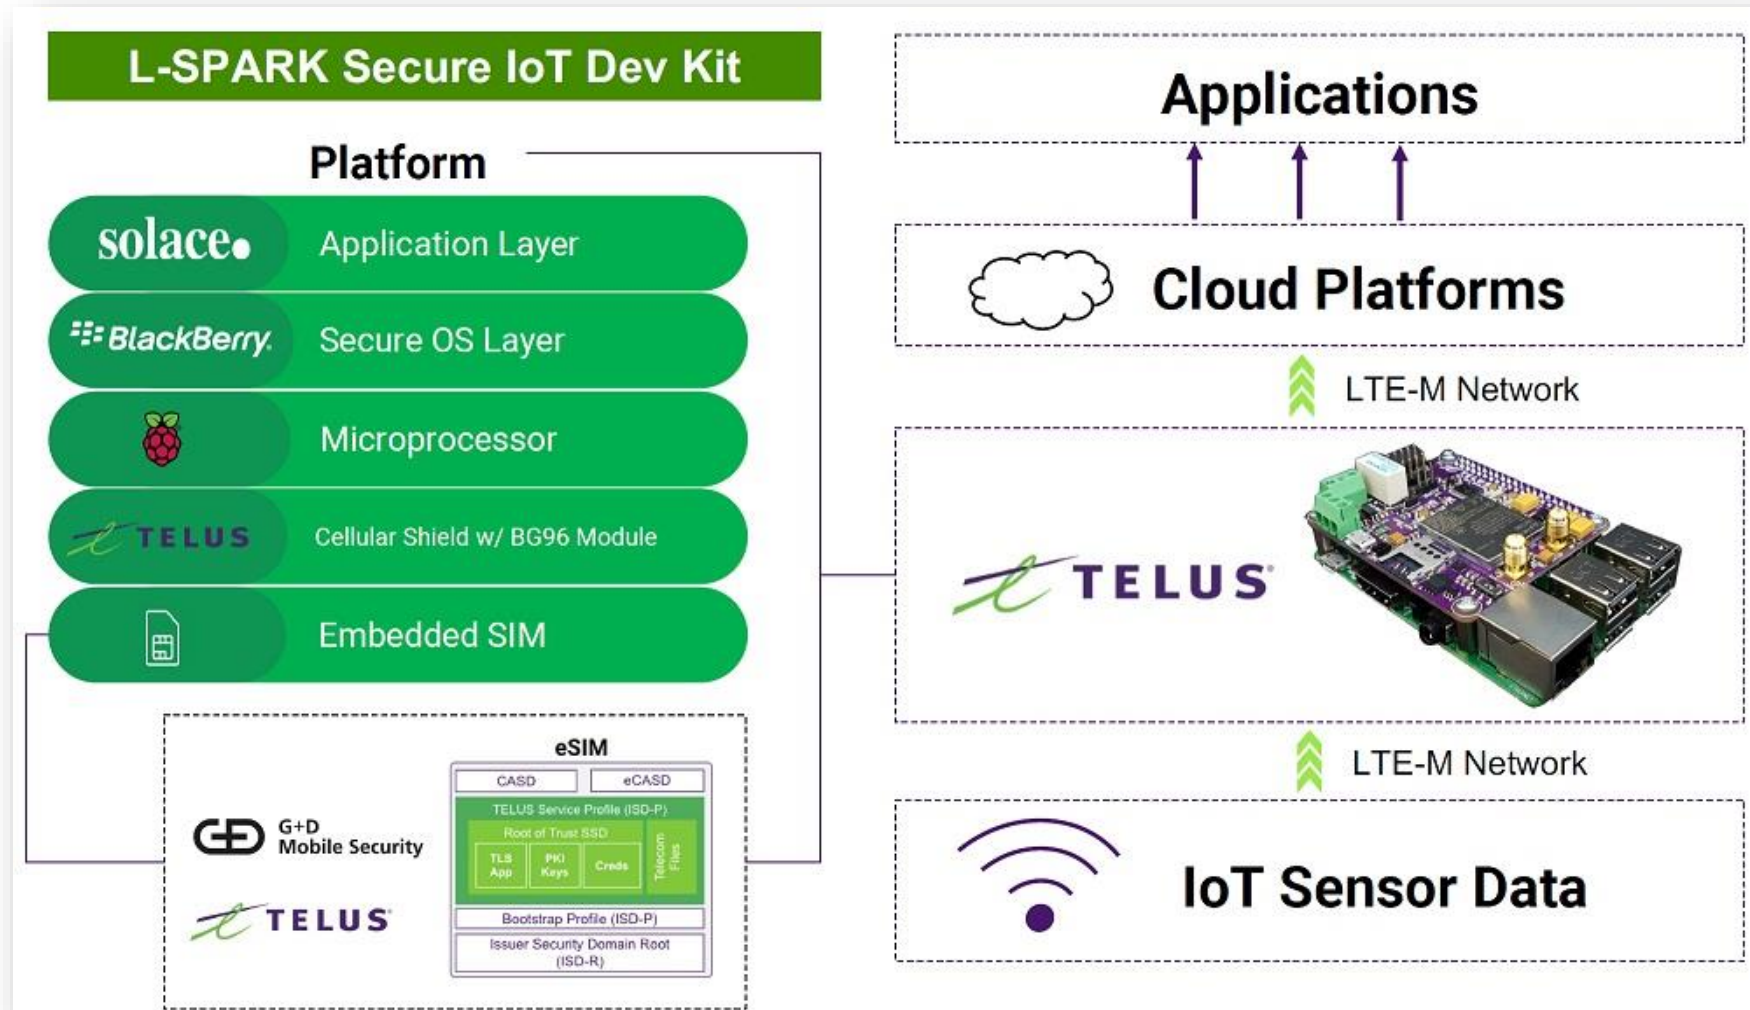 L-SPARK Secure IoT Dev Kit
Platform
solace.
Application Layer
BlackBerry.
Secure OS Layer
Microprocessor
TELUS
Cellular Shield w/ BG96 Module
Embedded SIM
eSIM
CASD
eCASD
TELUS Service Profile (ISD-P)
Root of Trust SSD
TLS
App
PKI
Keys
Creds
Telecom
Files
Bootstrap Profile (ISD-P)
Issuer Security Domain Root
(ISD-R)
G+D
Mobile Security
TELUS
Applications
Cloud Platforms
LTE-M Network
TELUS
LTE-M Network
IoT Sensor Data